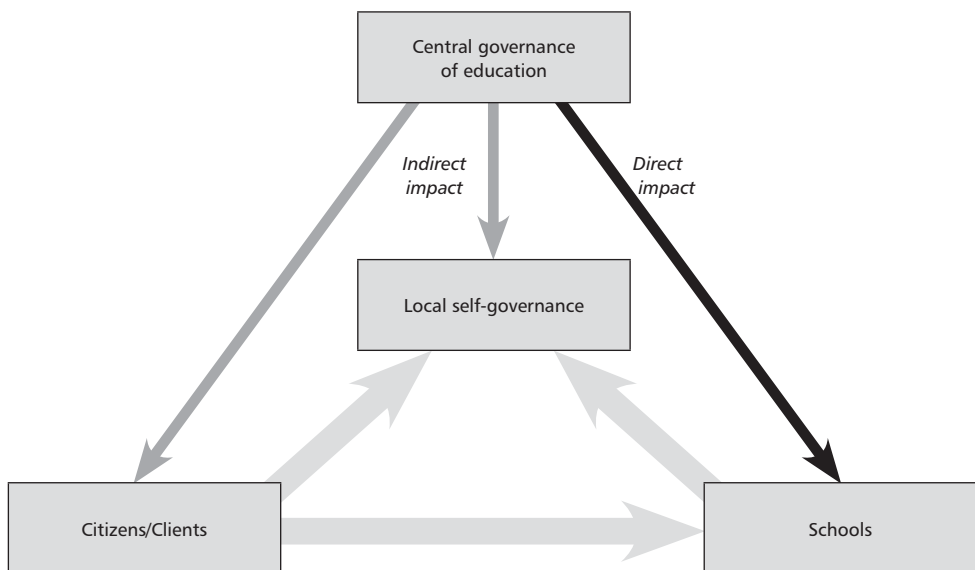 Central governance
of education
Indirect
impact
Direct
impact
Local self-governance
Citizens/Clients
Schools